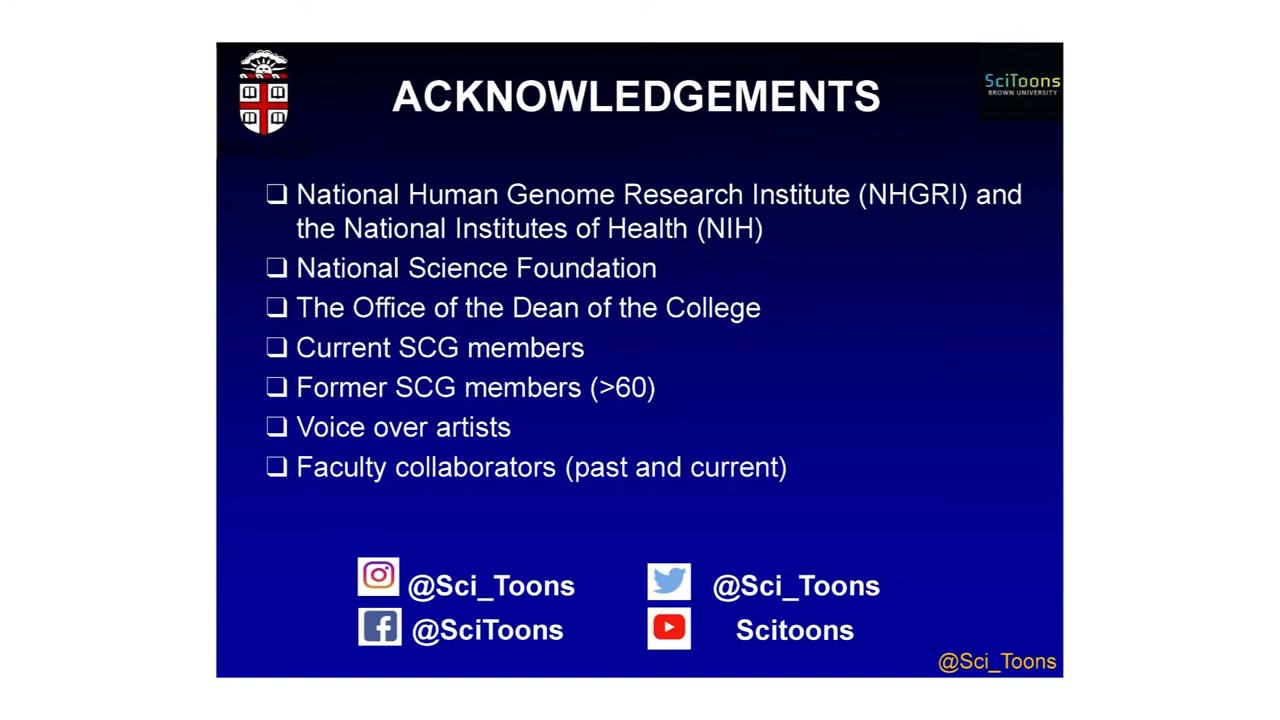 ACKNOWLEDGEMENTS
SciToons
BROWN UNIVERSITY
BROWN
❑ National Human Genome Research Institute (NHGRI) and
the National Institutes of Health (NIH)
❑ National Science Foundation
❑ The Office of the Dean of the College
❑ Current SCG members
❑ Former SCG members (>60)
❑ Voice over artists
❑ Faculty collaborators (past and current)
@Sci_Toons @Sci_Toons
@SciToons Scitoons
@Sci_Toons